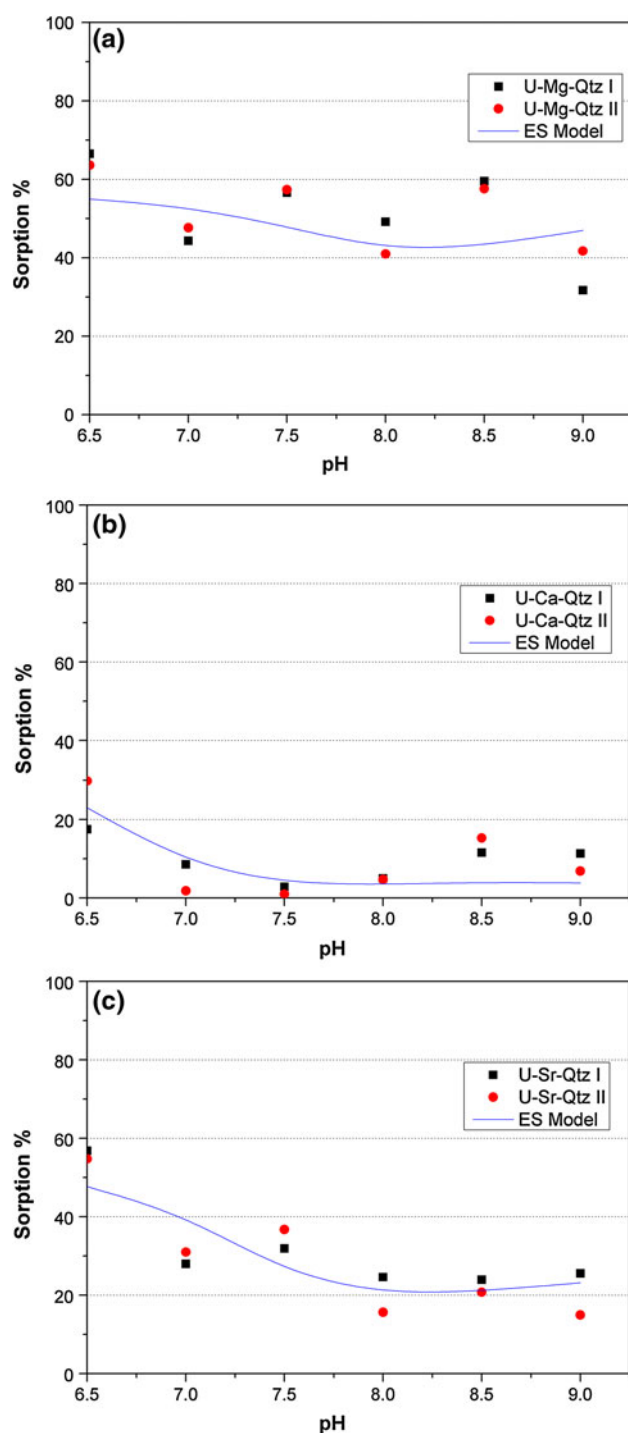 (a)
100
80
60
40
20
0
Sorption %
U-Mg-Qtz I
U-Mg-Qtz II
ES Model
6.5 7.0 7.5 8.0 8.5 9.0
pH
(b)
100
80
60
40
20
0
Sorption %
U-Ca-Qtz I
U-Ca-Qtz II
ES Model
6.5 7.0 7.5 8.0 8.5 9.0
pH
(c)
100
80
60
40
20
0
Sorption %
U-Sr-Qtz I
U-Sr-Qtz II
ES Model
6.5 7.0 7.5 8.0 8.5 9.0
pH